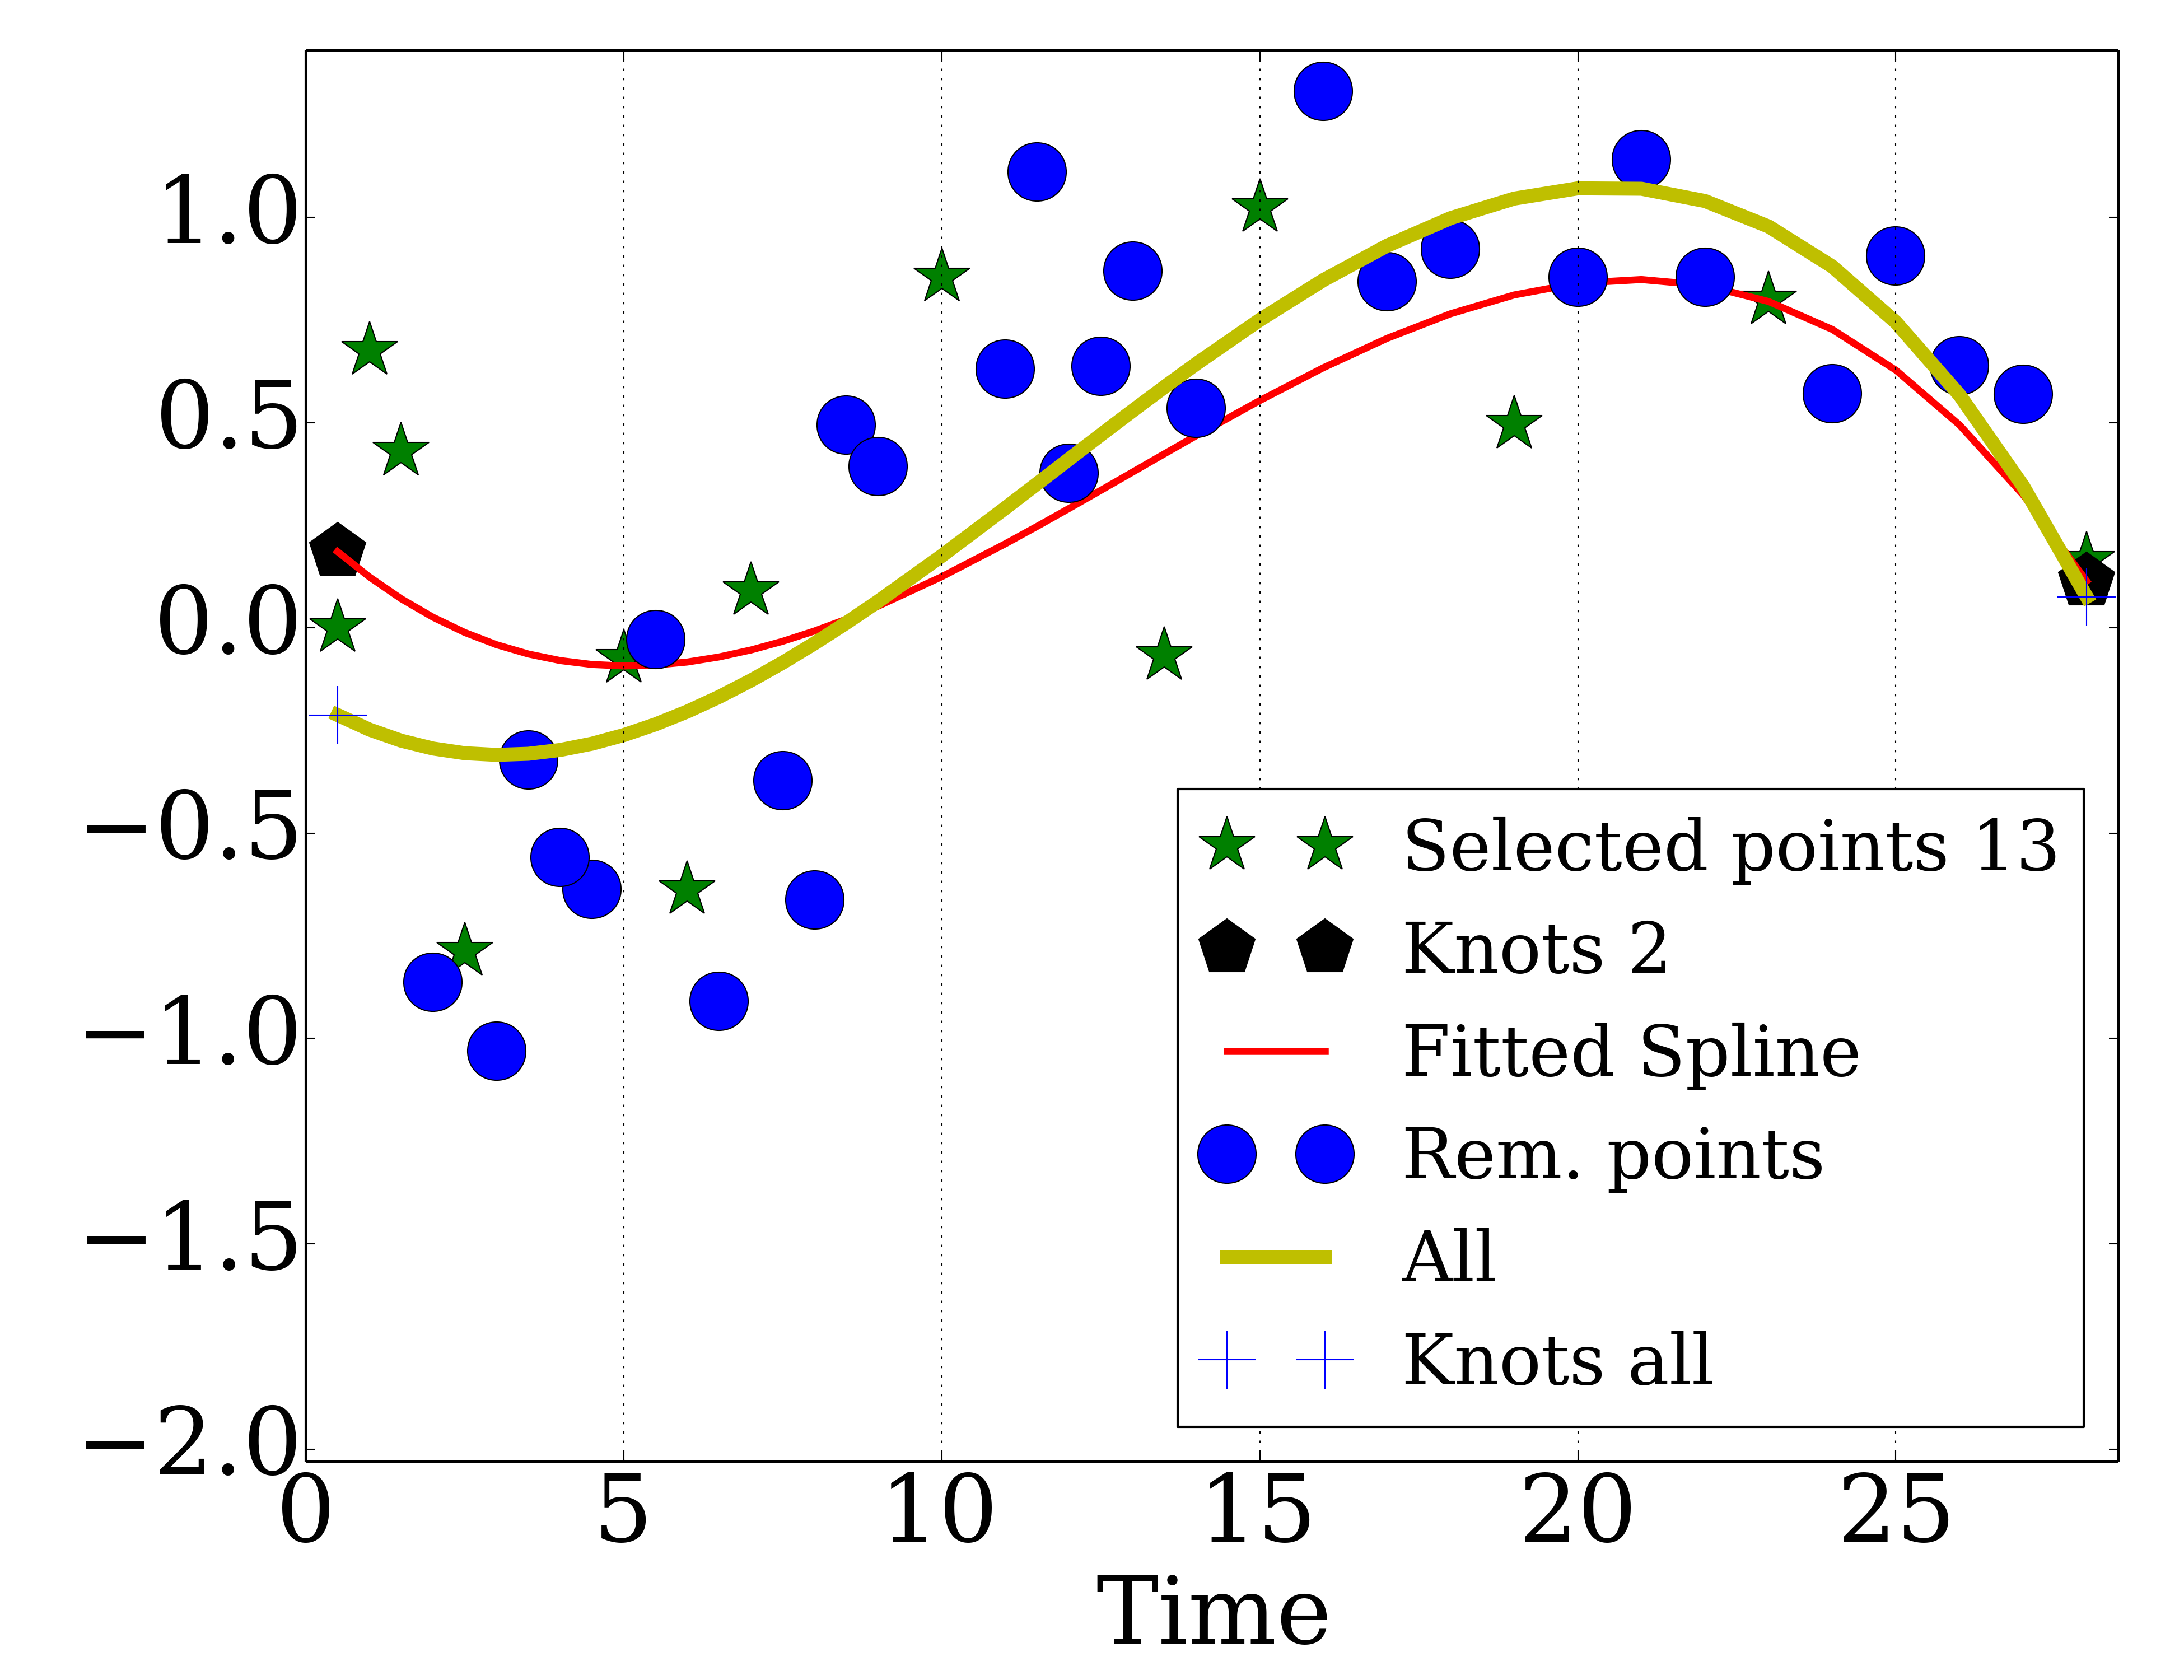 1.0
0.5
0.0
−0.5
−1.0
−1.5
−2.0
0 5 10 15 20 25
Time
Selected points 13
Knots 2
Fitted Spline
Rem. points
All
Knots all